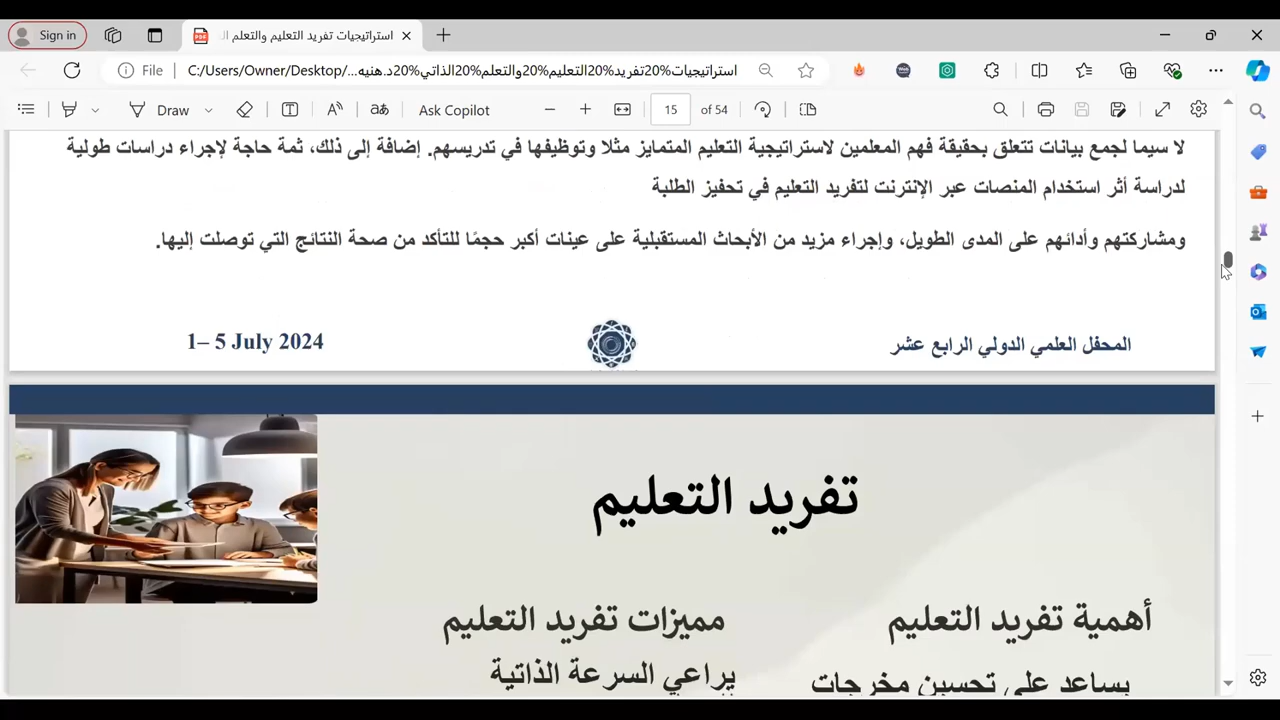 Sign in
استراتيجيات تفريد التعليم والتعلم ال
File
C:/Users/Owner/Desktop/...استراتيجيات%20تفريد%20التعليم%20والتعلم%20الذاتي%20د.هنيه
Draw
Ask Copilot
15 of 54
لا سيما لجمع بيانات تتعلق بحقيقة فهم المعلمين لاستراتيجية التعليم المتمايز مثلا وتوظيفها في تدريسهم. إضافة إلى ذلك، ثمة حاجة لإجراء دراسات طولية
لدراسة أثر استخدام المنصات عبر الإنترنت لتفريد التعليم في تحفيز الطلبة
ومشاركتهم وأدائهم على المدى الطويل، وإجراء مزيد من الأبحاث المستقبلية على عينات أكبر حجمًا للتأكد من صحة النتائج التي توصلت إليها.
المحفل العلمي الدولي الرابع عشر
1– 5 July 2024
تفريد التعليم
أهمية تفريد التعليم
مميزات تفريد التعليم
يساعد على تحسين مخرجات
يراعي السرعة الذاتية